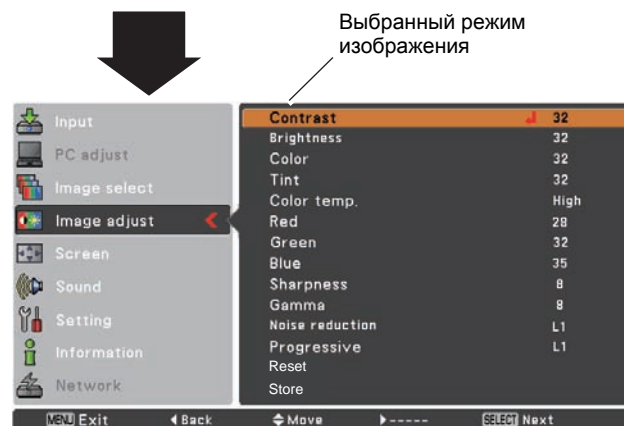 Выбранный режим
изображения
Input
PC adjust
Image select
Image adjust
Screen
Sound
Setting
Information
Network
Contrast 32
Brightness 32
Color 32
Tint 32
Color temp. High
Red 28
Green 32
Blue 35
Sharpness 8
Gamma 8
Noise reduction L1
Progressive L1
Reset
Store
MENU Exit Back Move ----- SELECT Next